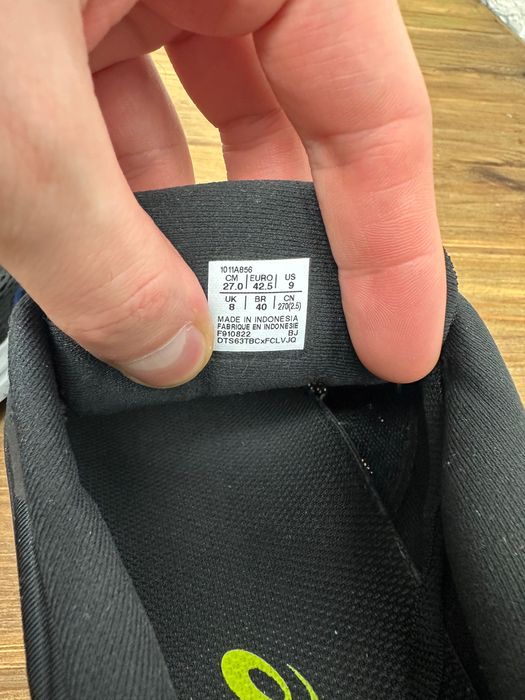 1011A856
CM EURO US
27.0 42.5 9
UK BR CN
8 40 270(2.5)
MADE IN INDONESIA
FABRIQUE EN INDONESIE
F910822 BJ
DTS63TBCxFCLVJQ